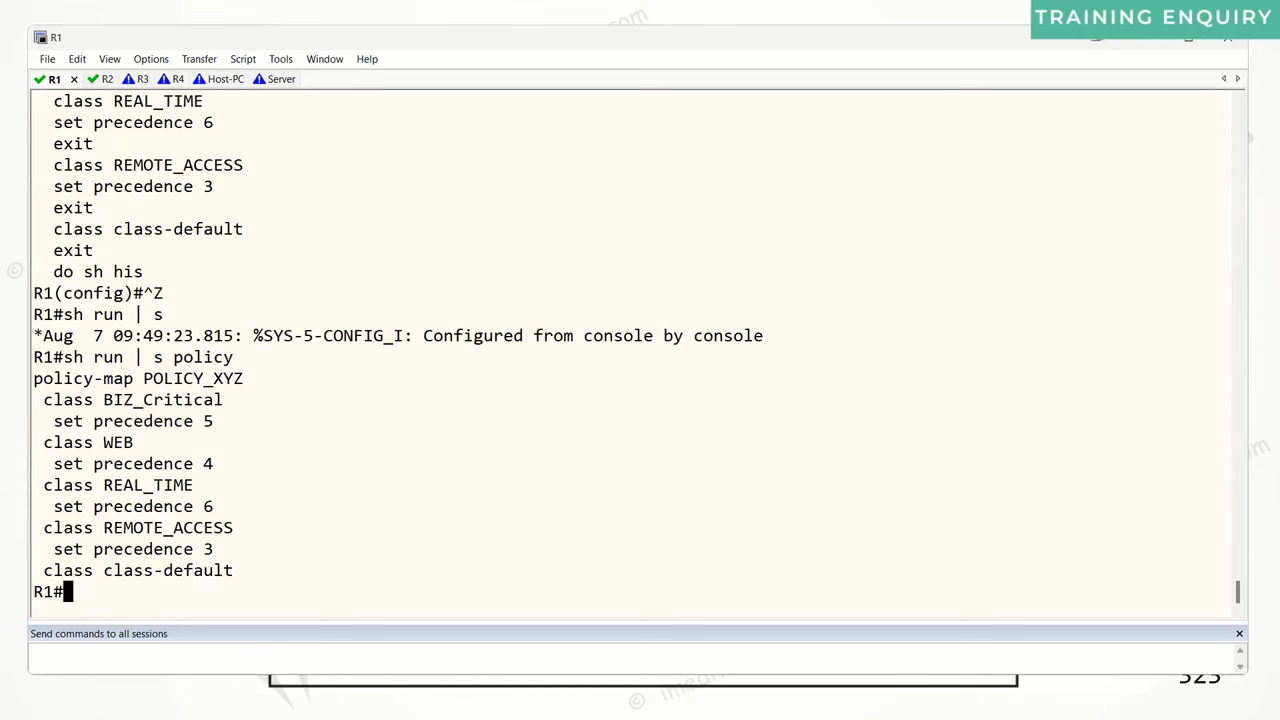 TRAINING ENQUIRY
R1
File Edit View Options Transfer Script Tools Window Help
R1 × R2 R3 R4 Host-PC Server
class REAL_TIME
set precedence 6
exit
class REMOTE_ACCESS
set precedence 3
exit
class class-default
exit
do sh his
R1(config)#^Z
R1#sh run | s
*Aug  7 09:49:23.815: %SYS-5-CONFIG_I: Configured from console by console
R1#sh run | s policy
policy-map POLICY_XYZ
class BIZ_Critical
set precedence 5
class WEB
set precedence 4
class REAL_TIME
set precedence 6
class REMOTE_ACCESS
set precedence 3
class class-default
R1#
Send commands to all sessions